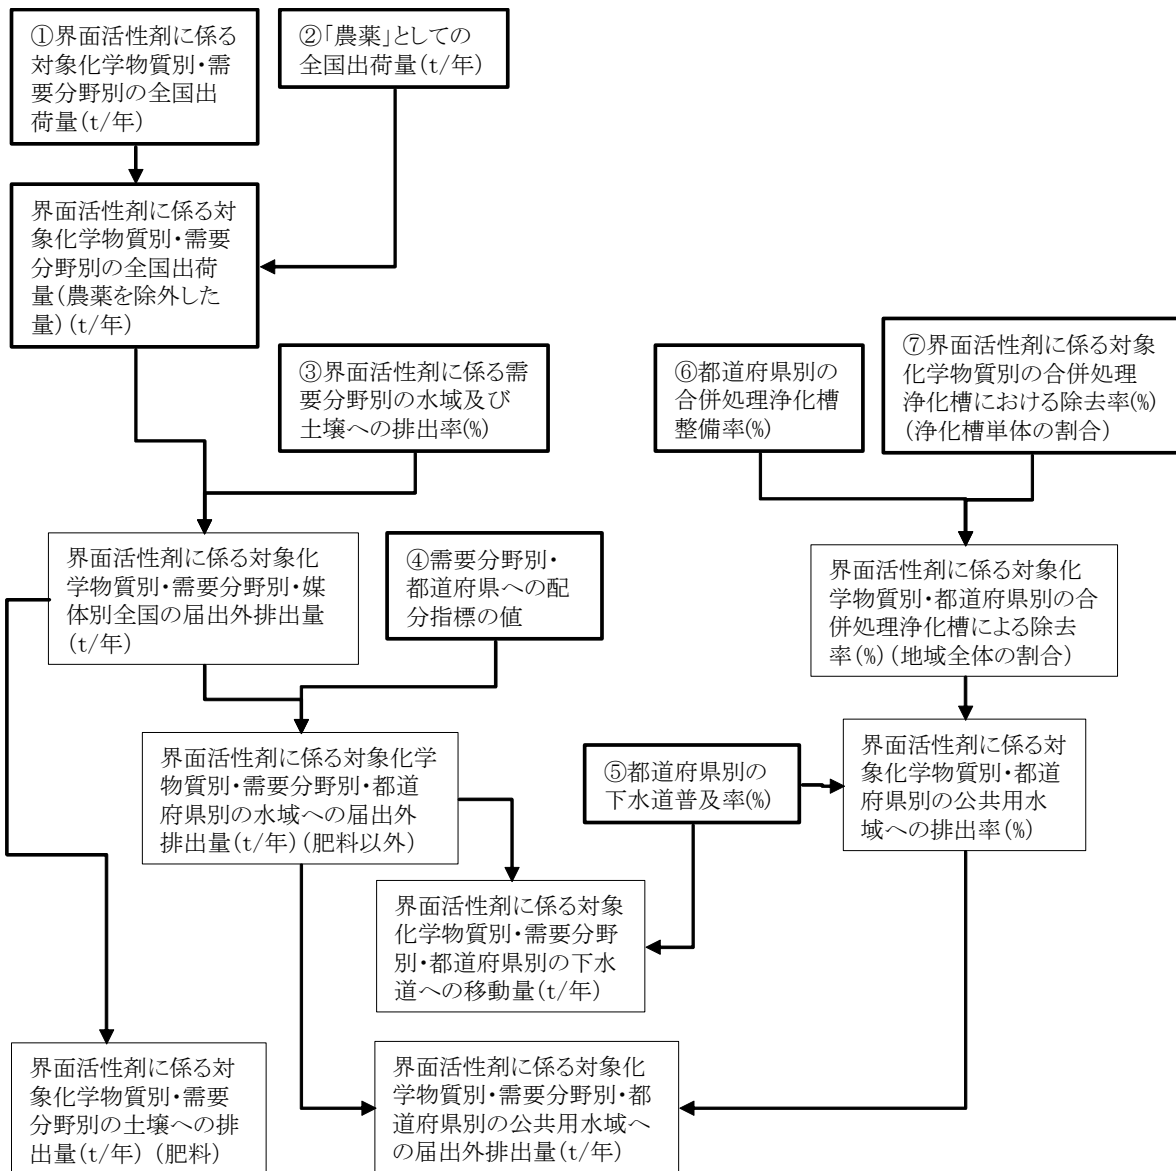 ①界面活性剤に係る
対象化学物質別・需
要分野別の全国出
荷量(t/年)
②「農薬」としての
全国出荷量(t/年)
界面活性剤に係る対
象化学物質別・需要
分野別の全国出荷
量(農薬を除外した
量)(t/年)
③界面活性剤に係る需
要分野別の水域及び
土壌への排出率(%)
⑥都道府県別の
合併処理浄化槽
整備率(%)
⑦界面活性剤に係る対象
化学物質別の合併処理
浄化槽における除去率(%)
(浄化槽単体の割合)
界面活性剤に係る対象化
学物質別・需要分野別・媒
体別全国の届出外排出量
(t/年)
④需要分野別・
都道府県への配
分指標の値
界面活性剤に係る対象化
学物質別・都道府県別の合
併処理浄化槽による除去
率(%)(地域全体の割合)
界面活性剤に係る対象化学
物質別・需要分野別・都道
府県別の水域への届出外
排出量(t/年)(肥料以外)
⑤都道府県別の
下水道普及率(%)
界面活性剤に係る対
象化学物質別・都道
府県別の公共用水
域への排出率(%)
界面活性剤に係る対象
化学物質別・需要分野
別・都道府県別の下水
道への移動量(t/年)
界面活性剤に係る対
象化学物質別・需要
分野別の土壌への排
出量(t/年)(肥料)
界面活性剤に係る対象化
学物質別・需要分野別・都
道府県別の公共用水域へ
の届出外排出量(t/年)